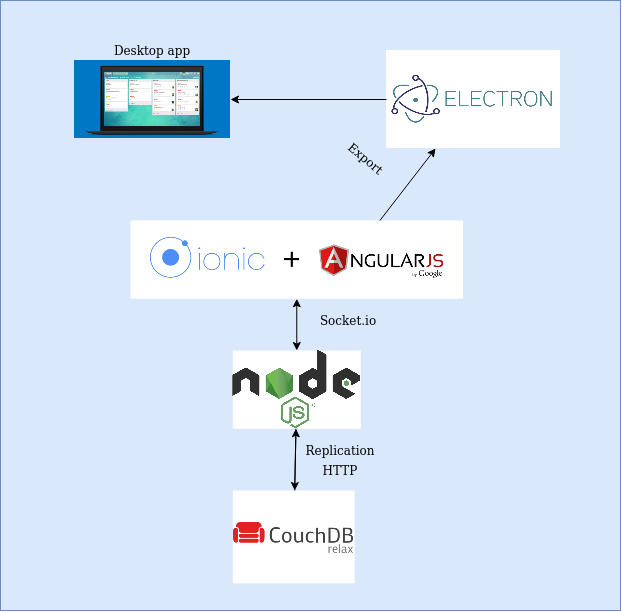 Desktop app
ELECTRON
Export
ionic + ANGULARJS
by Google
Socket.io
node
JS
Replication
HTTP
CouchDB
relax